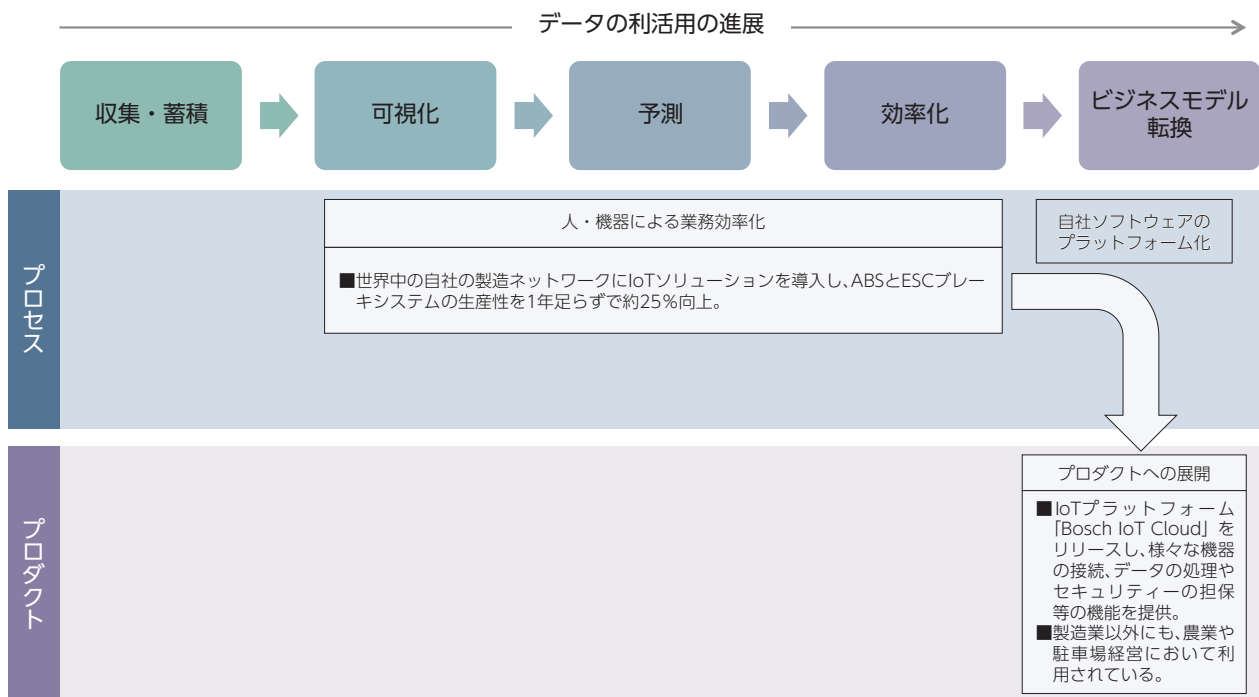 データの利活用の進展
収集・蓄積
可視化
予測
効率化
ビジネスモデル
転換
プロセス
人・機器による業務効率化
■世界中の自社の製造ネットワークにIoTソリューションを導入し、ABSとESCブレー
キシステムの生産性を1年足らずで約25%向上。
自社ソフトウェアの
プラットフォーム化
プロダクト
プロダクトへの展開
■IoTプラットフォーム
「Bosch IoT Cloud」を
リリースし、様々な機器
の接続、データの処理や
セキュリティーの担保
等の機能を提供。
■製造業以外にも、農業や
駐車場経営において利
用されている。